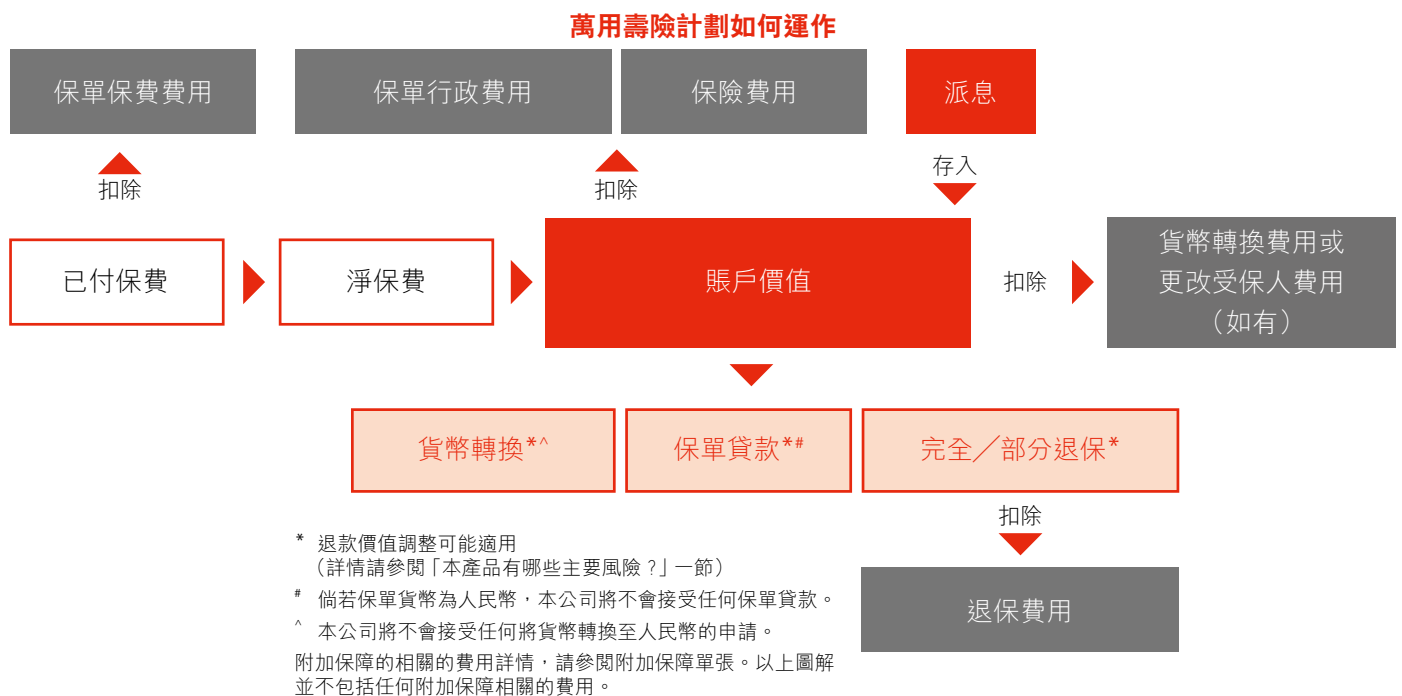 萬用壽險計劃如何運作
保單保費費用
保單行政費用
保險費用
派息
扣除
扣除
存入
已付保費
淨保費
賬戶價值
扣除
貨幣轉換費用或
更改受保人費用
（如有）
貨幣轉換*^
保單貸款*#
完全／部分退保*
扣除
退保費用
* 退款價值調整可能適用
（詳情請參閱「本產品有哪些主要風險？」一節）
# 倘若保單貨幣為人民幣，本公司將不會接受任何保單貸款。
^ 本公司將不會接受任何將貨幣轉換至人民幣的申請。
附加保障的相關的費用詳情，請參閱附加保障單張。以上圖解
並不包括任何附加保障相關的費用。